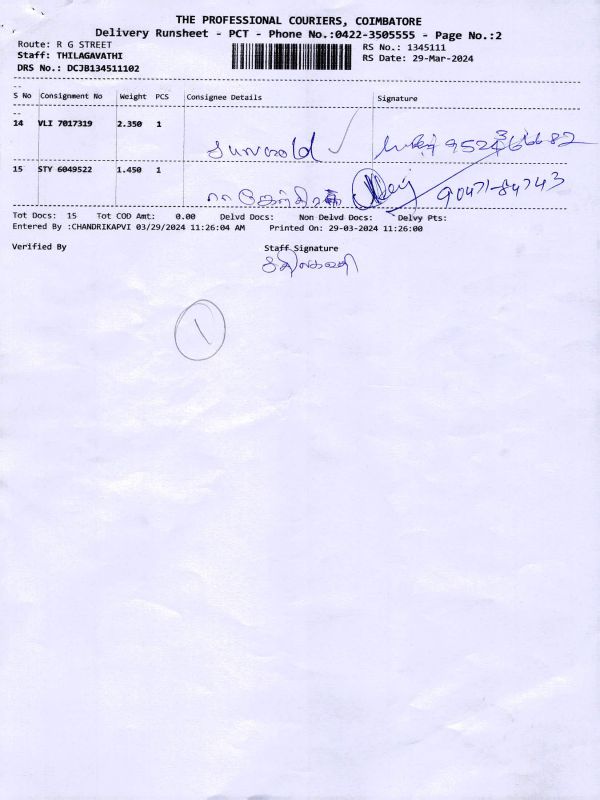 THE PROFESSIONAL COURIERS, COIMBATORE
Delivery Runsheet - PCT - Phone No.:0422-3505555 - Page No.:2
Route: R G STREET RS No.: 1345111
Staff: THILAGAVATHI RS Date: 29-Mar-2024
DRS No.: DCJB134511102
S No Consignment No Weight PCS Consignee Details Signature
14 VLI 7017319 2.350 1
15 STY 6049522 1.450 1
90471-84743
Tot Docs: 15 Tot COD Amt: 0.00 Delvd Docs: Non Delvd Docs: Delvy Pts:
Entered By :CHANDRIKAPVI 03/29/2024 11:26:04 AM Printed On: 29-03-2024 11:26:00
Verified By Staff Signature
திலகவதி
1